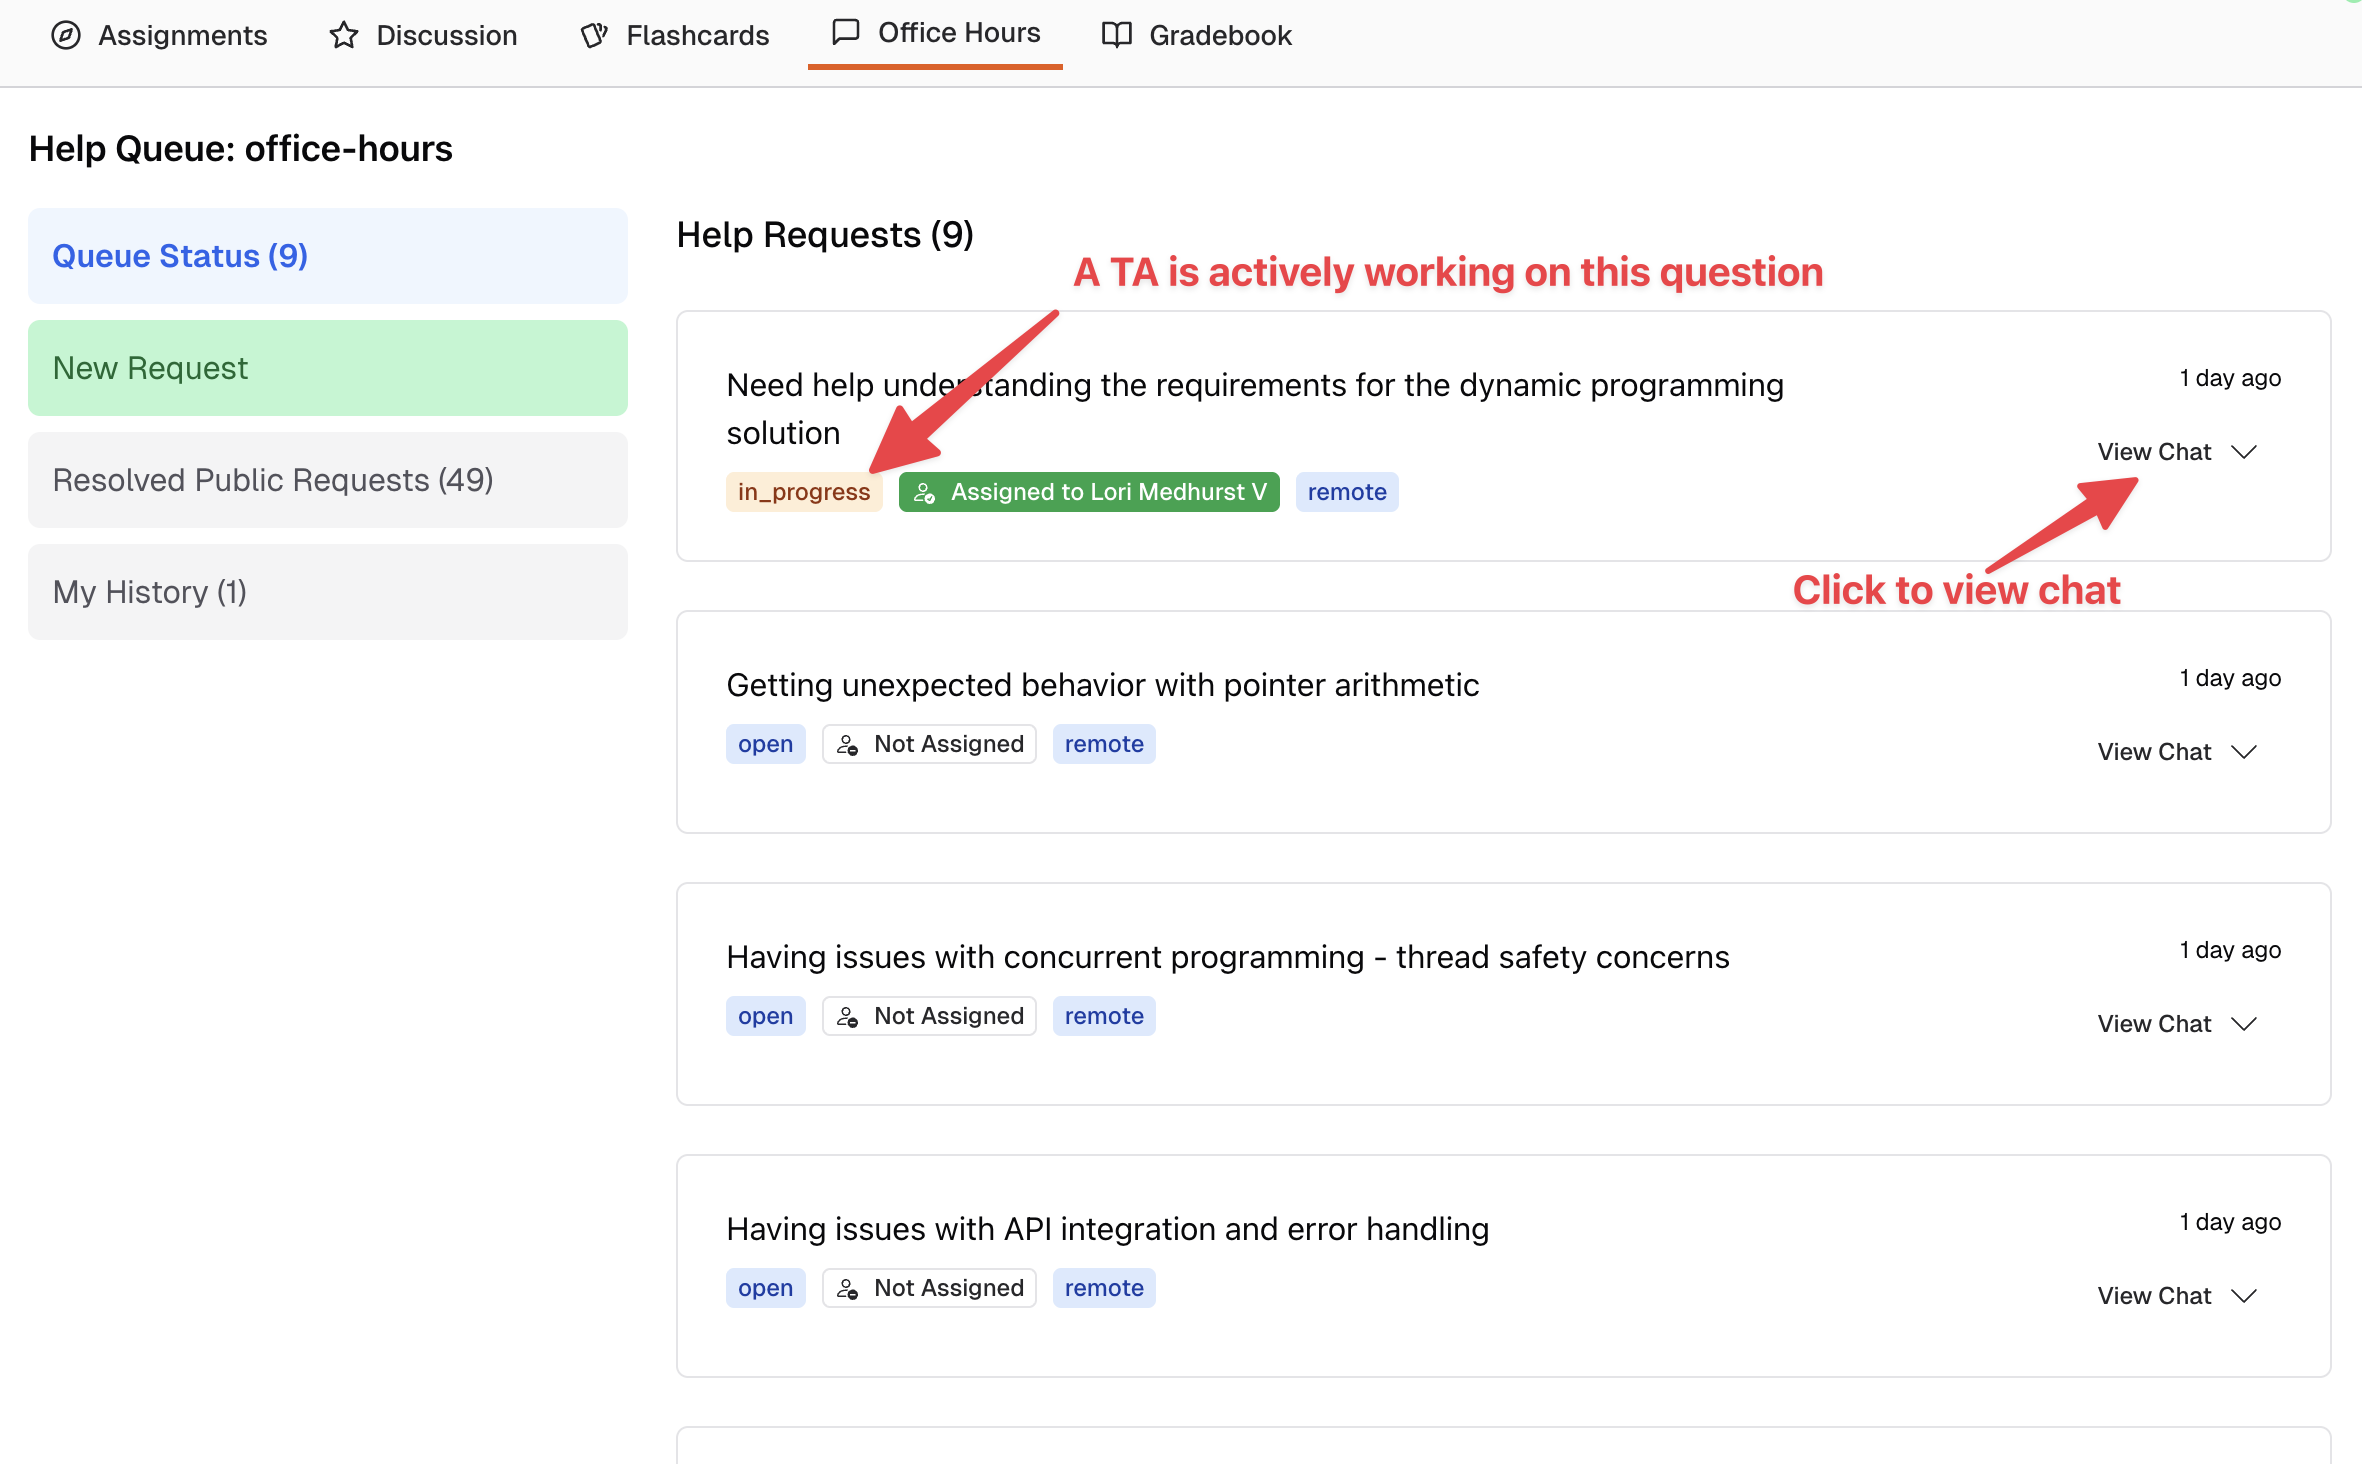 Assignments
Discussion
Flashcards
Office Hours
Gradebook
Help Queue: office-hours
Queue Status (9)
New Request
Resolved Public Requests (49)
My History (1)
Help Requests (9)
A TA is actively working on this question
Need help understanding the requirements for the dynamic programming
solution
1 day ago
View Chat
in_progress
Assigned to Lori Medhurst V
remote
Click to view chat
Getting unexpected behavior with pointer arithmetic
1 day ago
open
Not Assigned
remote
View Chat
Having issues with concurrent programming - thread safety concerns
1 day ago
open
Not Assigned
remote
View Chat
Having issues with API integration and error handling
1 day ago
open
Not Assigned
remote
View Chat